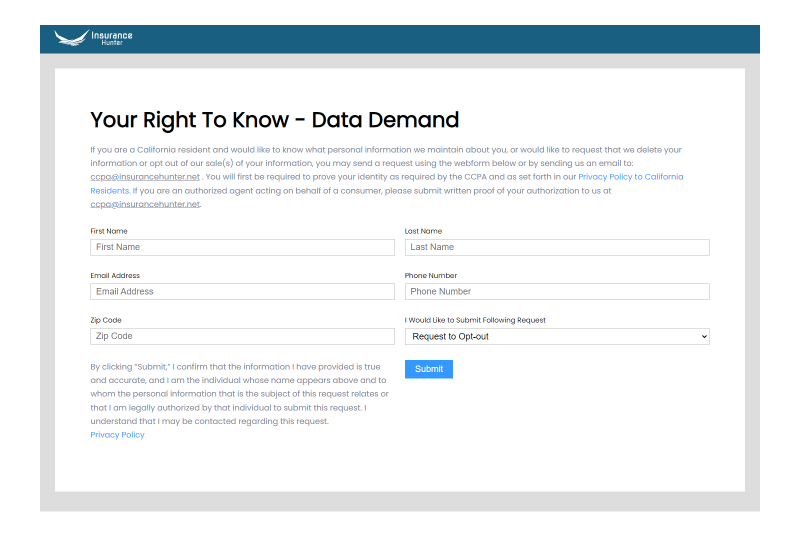 Insurance
Hunter
Your Right To Know - Data Demand
If you are a California resident and would like to know what personal information we maintain about you, or would like to request that we delete your
information or opt out of our sale(s) of your information, you may send a request using the webform below or by sending us an email to:
ccpa@insurancehunter.net . You will first be required to prove your identity as required by the CCPA and as set forth in our Privacy Policy to California
Residents. If you are an authorized agent acting on behalf of a consumer, please submit written proof of your authorization to us at
ccpa@insurancehunter.net.
First Name
Last Name
First Name
Last Name
Email Address
Phone Number
Email Address
Phone Number
Zip Code
I Would Like to Submit Following Request
Zip Code
Request to Opt-out
By clicking "Submit," I confirm that the information I have provided is true
and accurate, and I am the individual whose name appears above and to
whom the personal information that is the subject of this request relates or
that I am legally authorized by that individual to submit this request. I
understand that I may be contacted regarding this request.
Privacy Policy
Submit